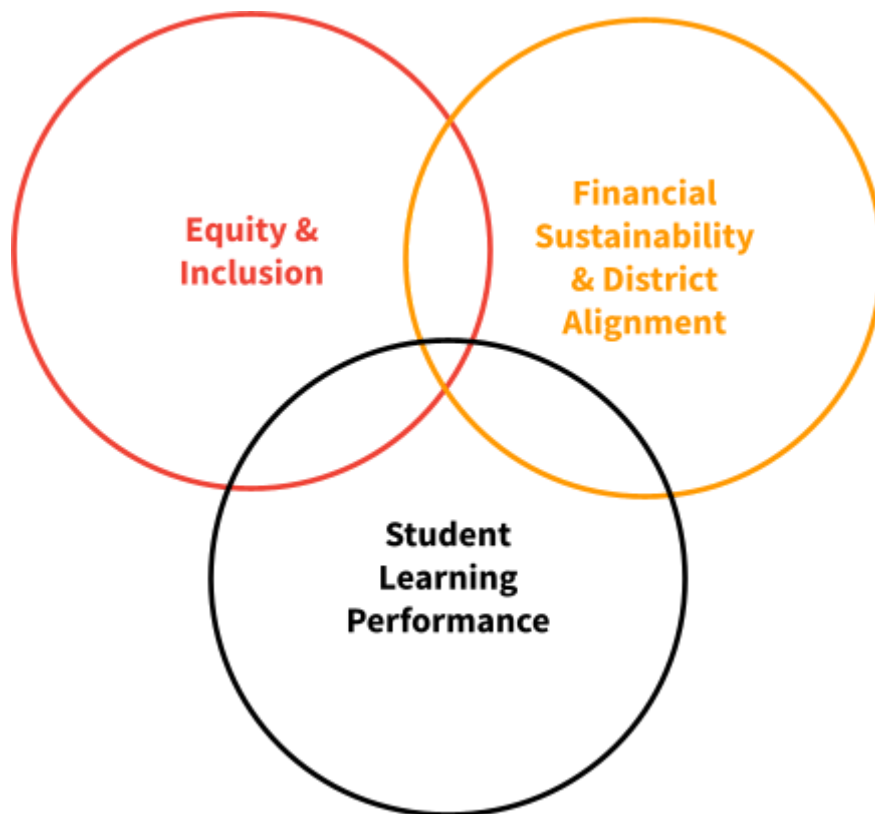 Equity &
Inclusion
Financial
Sustainability
& District
Alignment
Student
Learning
Performance